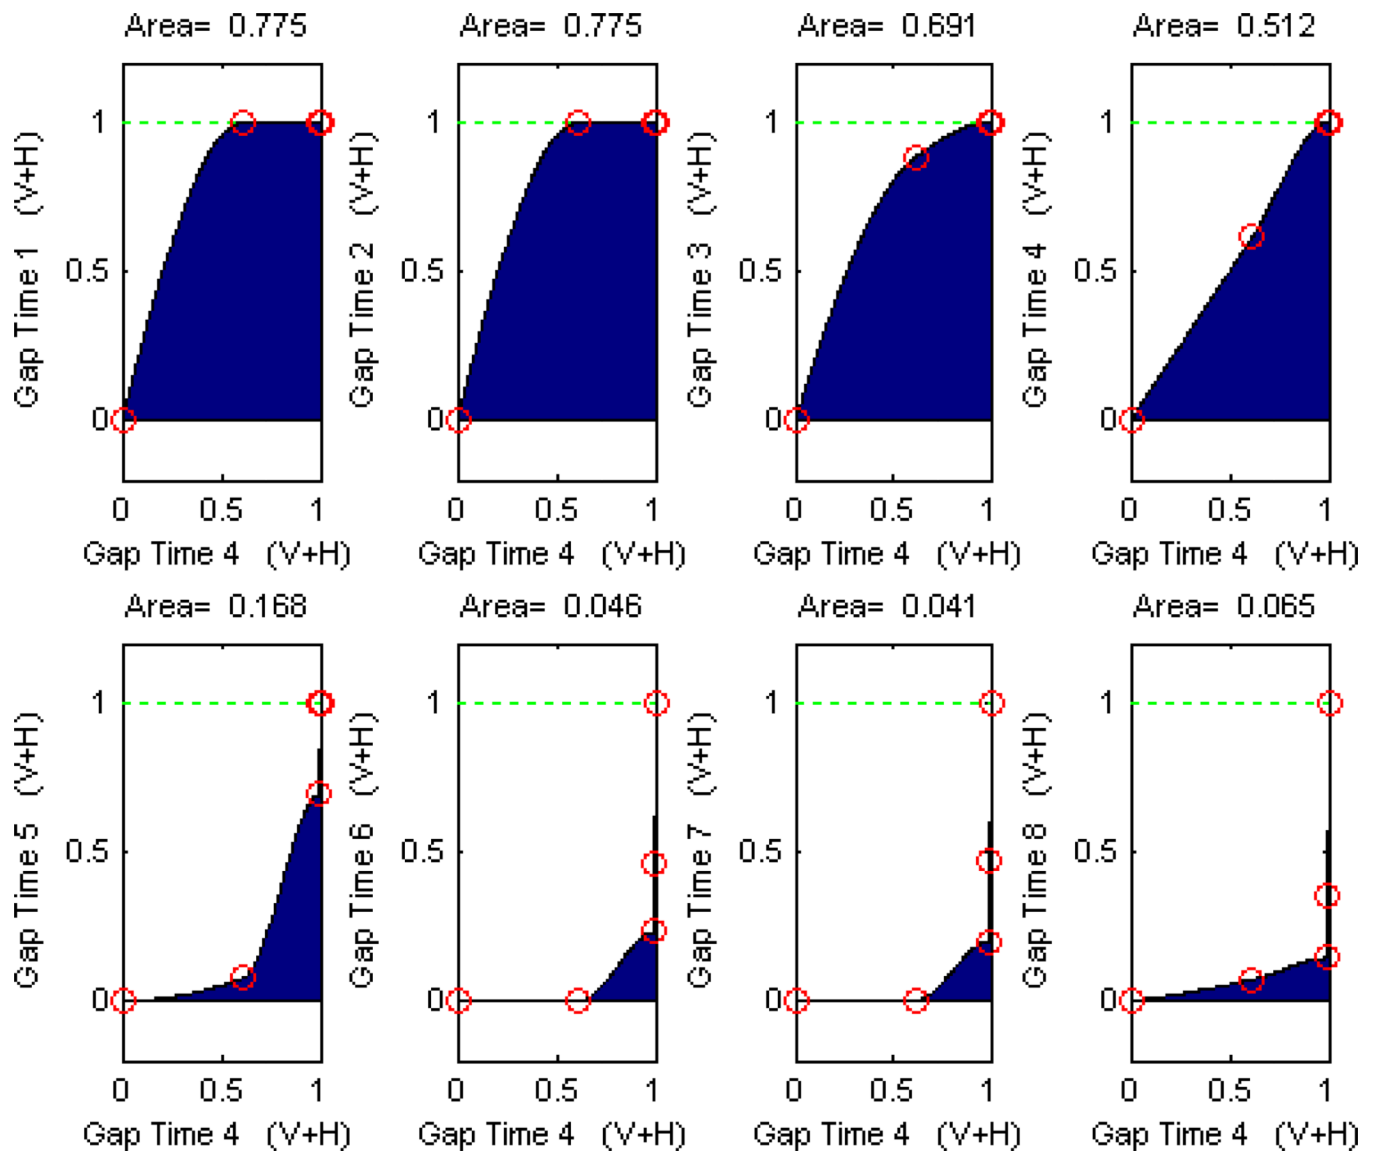 Area= 0.775
Gap Time 1 (V+H)
1
0.5
0
0 0.5 1
Gap Time 4 (V+H)
Area= 0.775
Gap Time 2 (V+H)
1
0.5
0
0 0.5 1
Gap Time 4 (V+H)
Area= 0.691
Gap Time 3 (V+H)
1
0.5
0
0 0.5 1
Gap Time 4 (V+H)
Area= 0.512
Gap Time 4 (V+H)
1
0.5
0
0 0.5 1
Gap Time 4 (V+H)
Area= 0.168
Gap Time 5 (V+H)
1
0.5
0
0 0.5 1
Gap Time 4 (V+H)
Area= 0.046
Gap Time 6 (V+H)
1
0.5
0
0 0.5 1
Gap Time 4 (V+H)
Area= 0.041
Gap Time 7 (V+H)
1
0.5
0
0 0.5 1
Gap Time 4 (V+H)
Area= 0.065
Gap Time 8 (V+H)
1
0.5
0
0 0.5 1
Gap Time 4 (V+H)